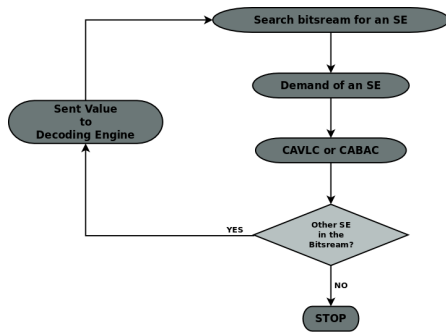 Search bitsream for an SE
Demand of an SE
Sent Value
to
Decoding Engine
CAVLC or CABAC
Other SE
in the
Bitsream?
YES
NO
STOP